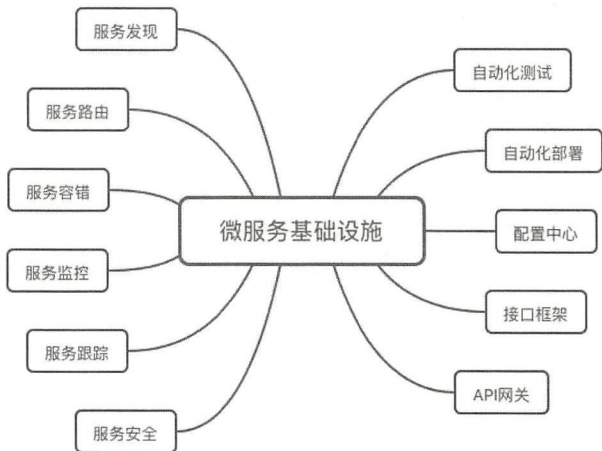 服务发现
服务路由
服务容错
服务监控
服务跟踪
服务安全
微服务基础设施
自动化测试
自动化部署
配置中心
接口框架
API网关